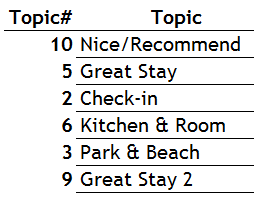 Topic# Topic
10 Nice/Recommend
5 Great Stay
2 Check-in
6 Kitchen & Room
3 Park & Beach
9 Great Stay 2